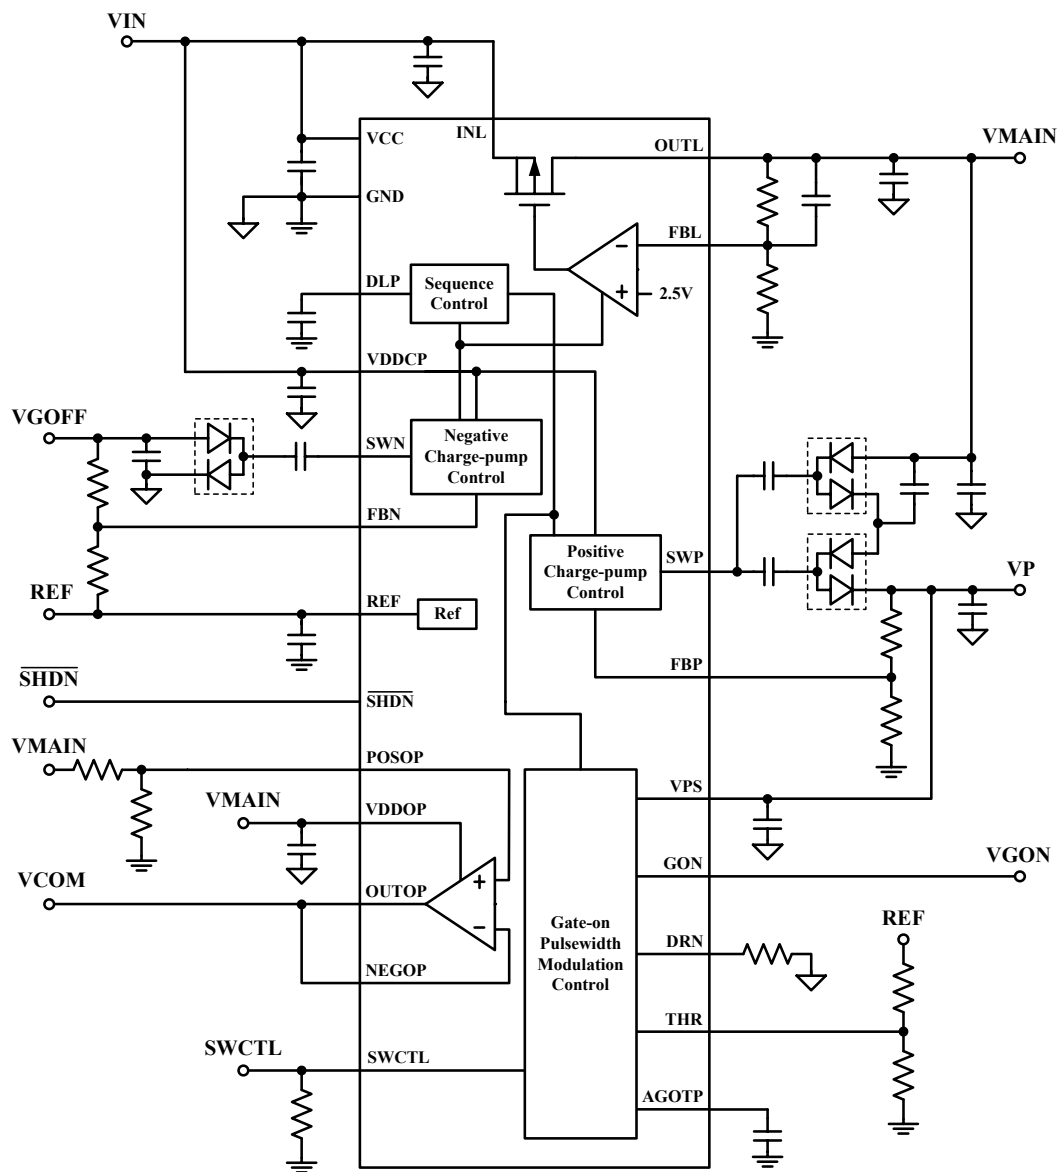 VIN
VCC
INL
OUTL
VMAIN
GND
FBL
DLP
Sequence
Control
+
−
2.5V
VDDCP
VGOFF
SWN
Negative
Charge-pump
Control
FBN
Positive
Charge-pump
Control
SWP
VP
REF
REF
Ref
FBP
SHDN
SHDN
VMAIN
POSOP
VMAIN
VDDOP
VPS
VCOM
OUTOP
+
−
GON
VGON
Gate-on
Pulsewidth
Modulation
Control
REF
DRN
NEGOP
THR
SWCTL
SWCTL
AGOTP